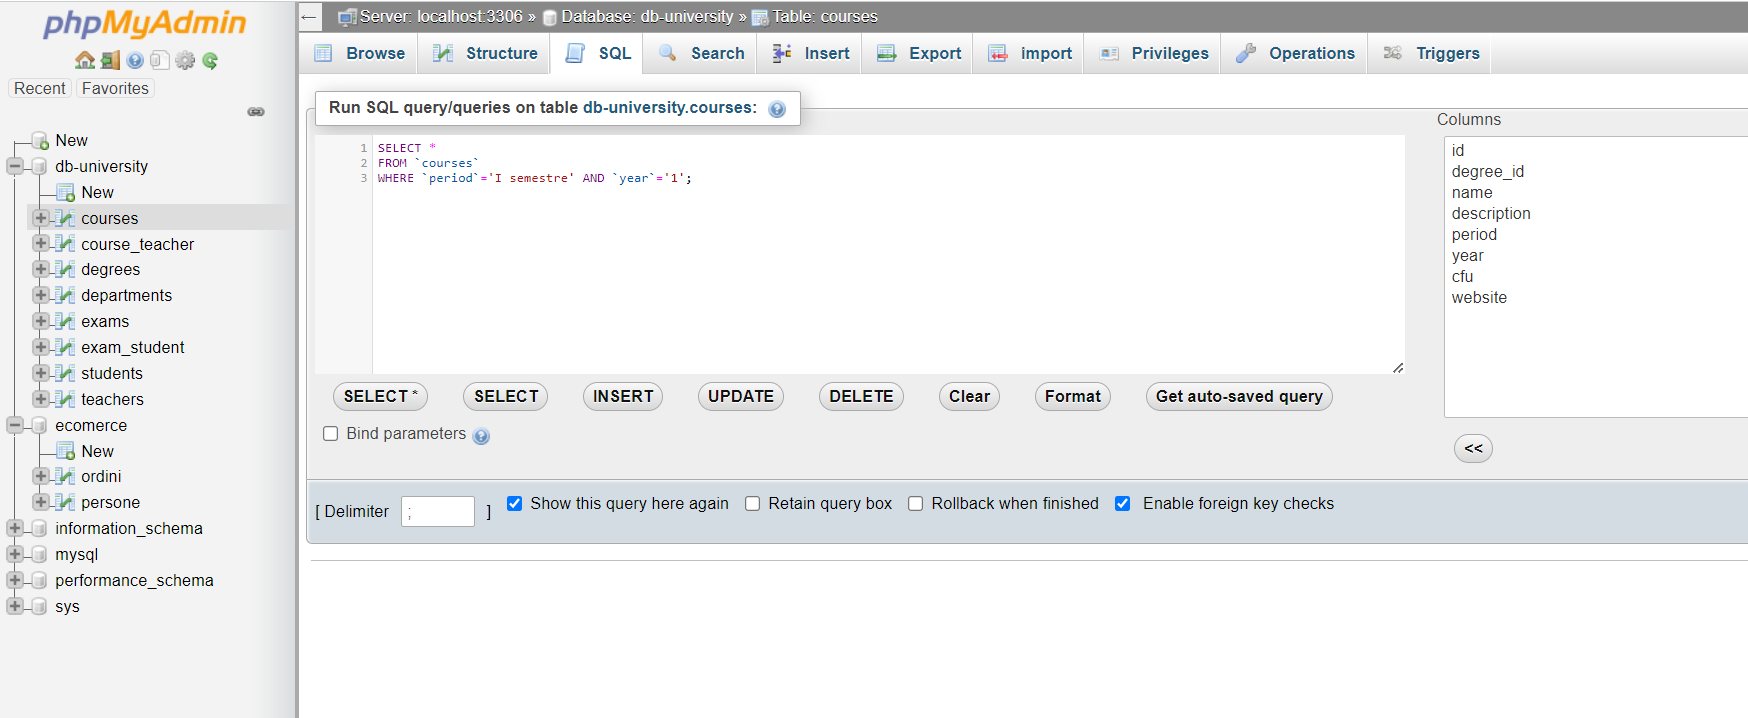 phpMyAdmin
Recent Favorites
New
db-university
New
courses
course_teacher
degrees
departments
exams
exam_student
students
teachers
ecomerce
New
ordini
persone
information_schema
mysql
performance_schema
sys
← Server: localhost:3306 » Database: db-university » Table: courses
Browse Structure SQL Search Insert Export Import Privileges Operations Triggers
Run SQL query/queries on table db-university.courses:
1 SELECT *
2 FROM `courses`
3 WHERE `period`='I semestre' AND `year`='1';
SELECT * SELECT INSERT UPDATE DELETE Clear Format Get auto-saved query
Bind parameters
Columns
id
degree_id
name
description
period
year
cfu
website
<<
[ Delimiter ; ] Show this query here again Retain query box Rollback when finished Enable foreign key checks